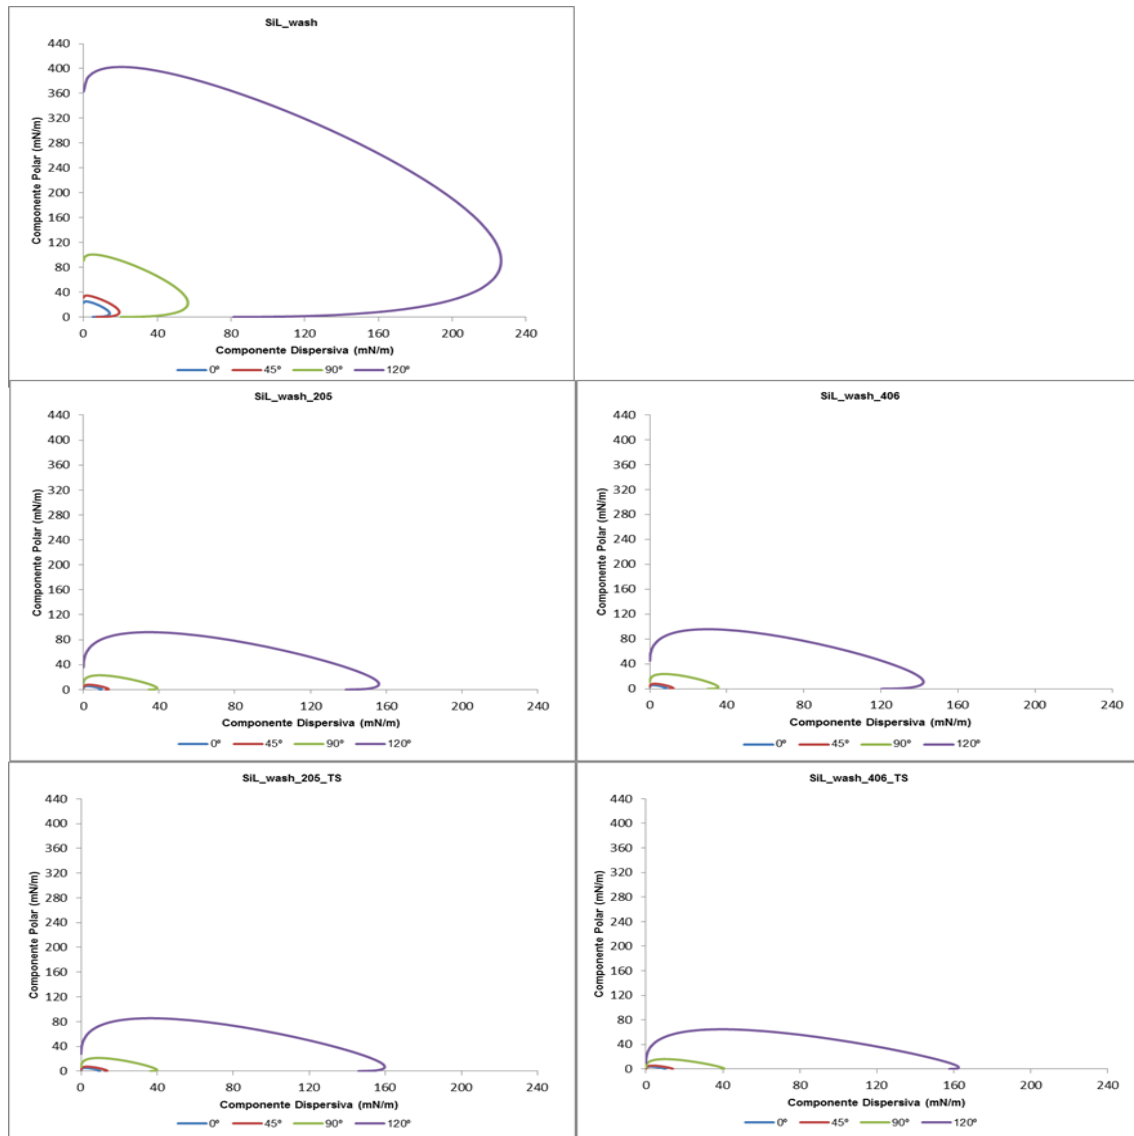 SiL_wash
Componente Polar (mN/m)
440
400
360
320
280
240
200
160
120
80
40
0
0 40 80 120 160 200 240
Componente Dispersiva (mN/m)
0º 45º 90º 120º
SiL_wash_205
Componente Polar (mN/m)
440
400
360
320
280
240
200
160
120
80
40
0
0 40 80 120 160 200 240
Componente Dispersiva (mN/m)
0º 45º 90º 120º
SiL_wash_406
Componente Polar (mN/m)
440
400
360
320
280
240
200
160
120
80
40
0
0 40 80 120 160 200 240
Componente Dispersiva (mN/m)
0º 45º 90º 120º
SiL_wash_205_TS
Componente Polar (mN/m)
440
400
360
320
280
240
200
160
120
80
40
0
0 40 80 120 160 200 240
Componente Dispersiva (mN/m)
0º 45º 90º 120º
SiL_wash_406_TS
Componente Polar (mN/m)
440
400
360
320
280
240
200
160
120
80
40
0
0 40 80 120 160 200 240
Componente Dispersiva (mN/m)
0º 45º 90º 120º